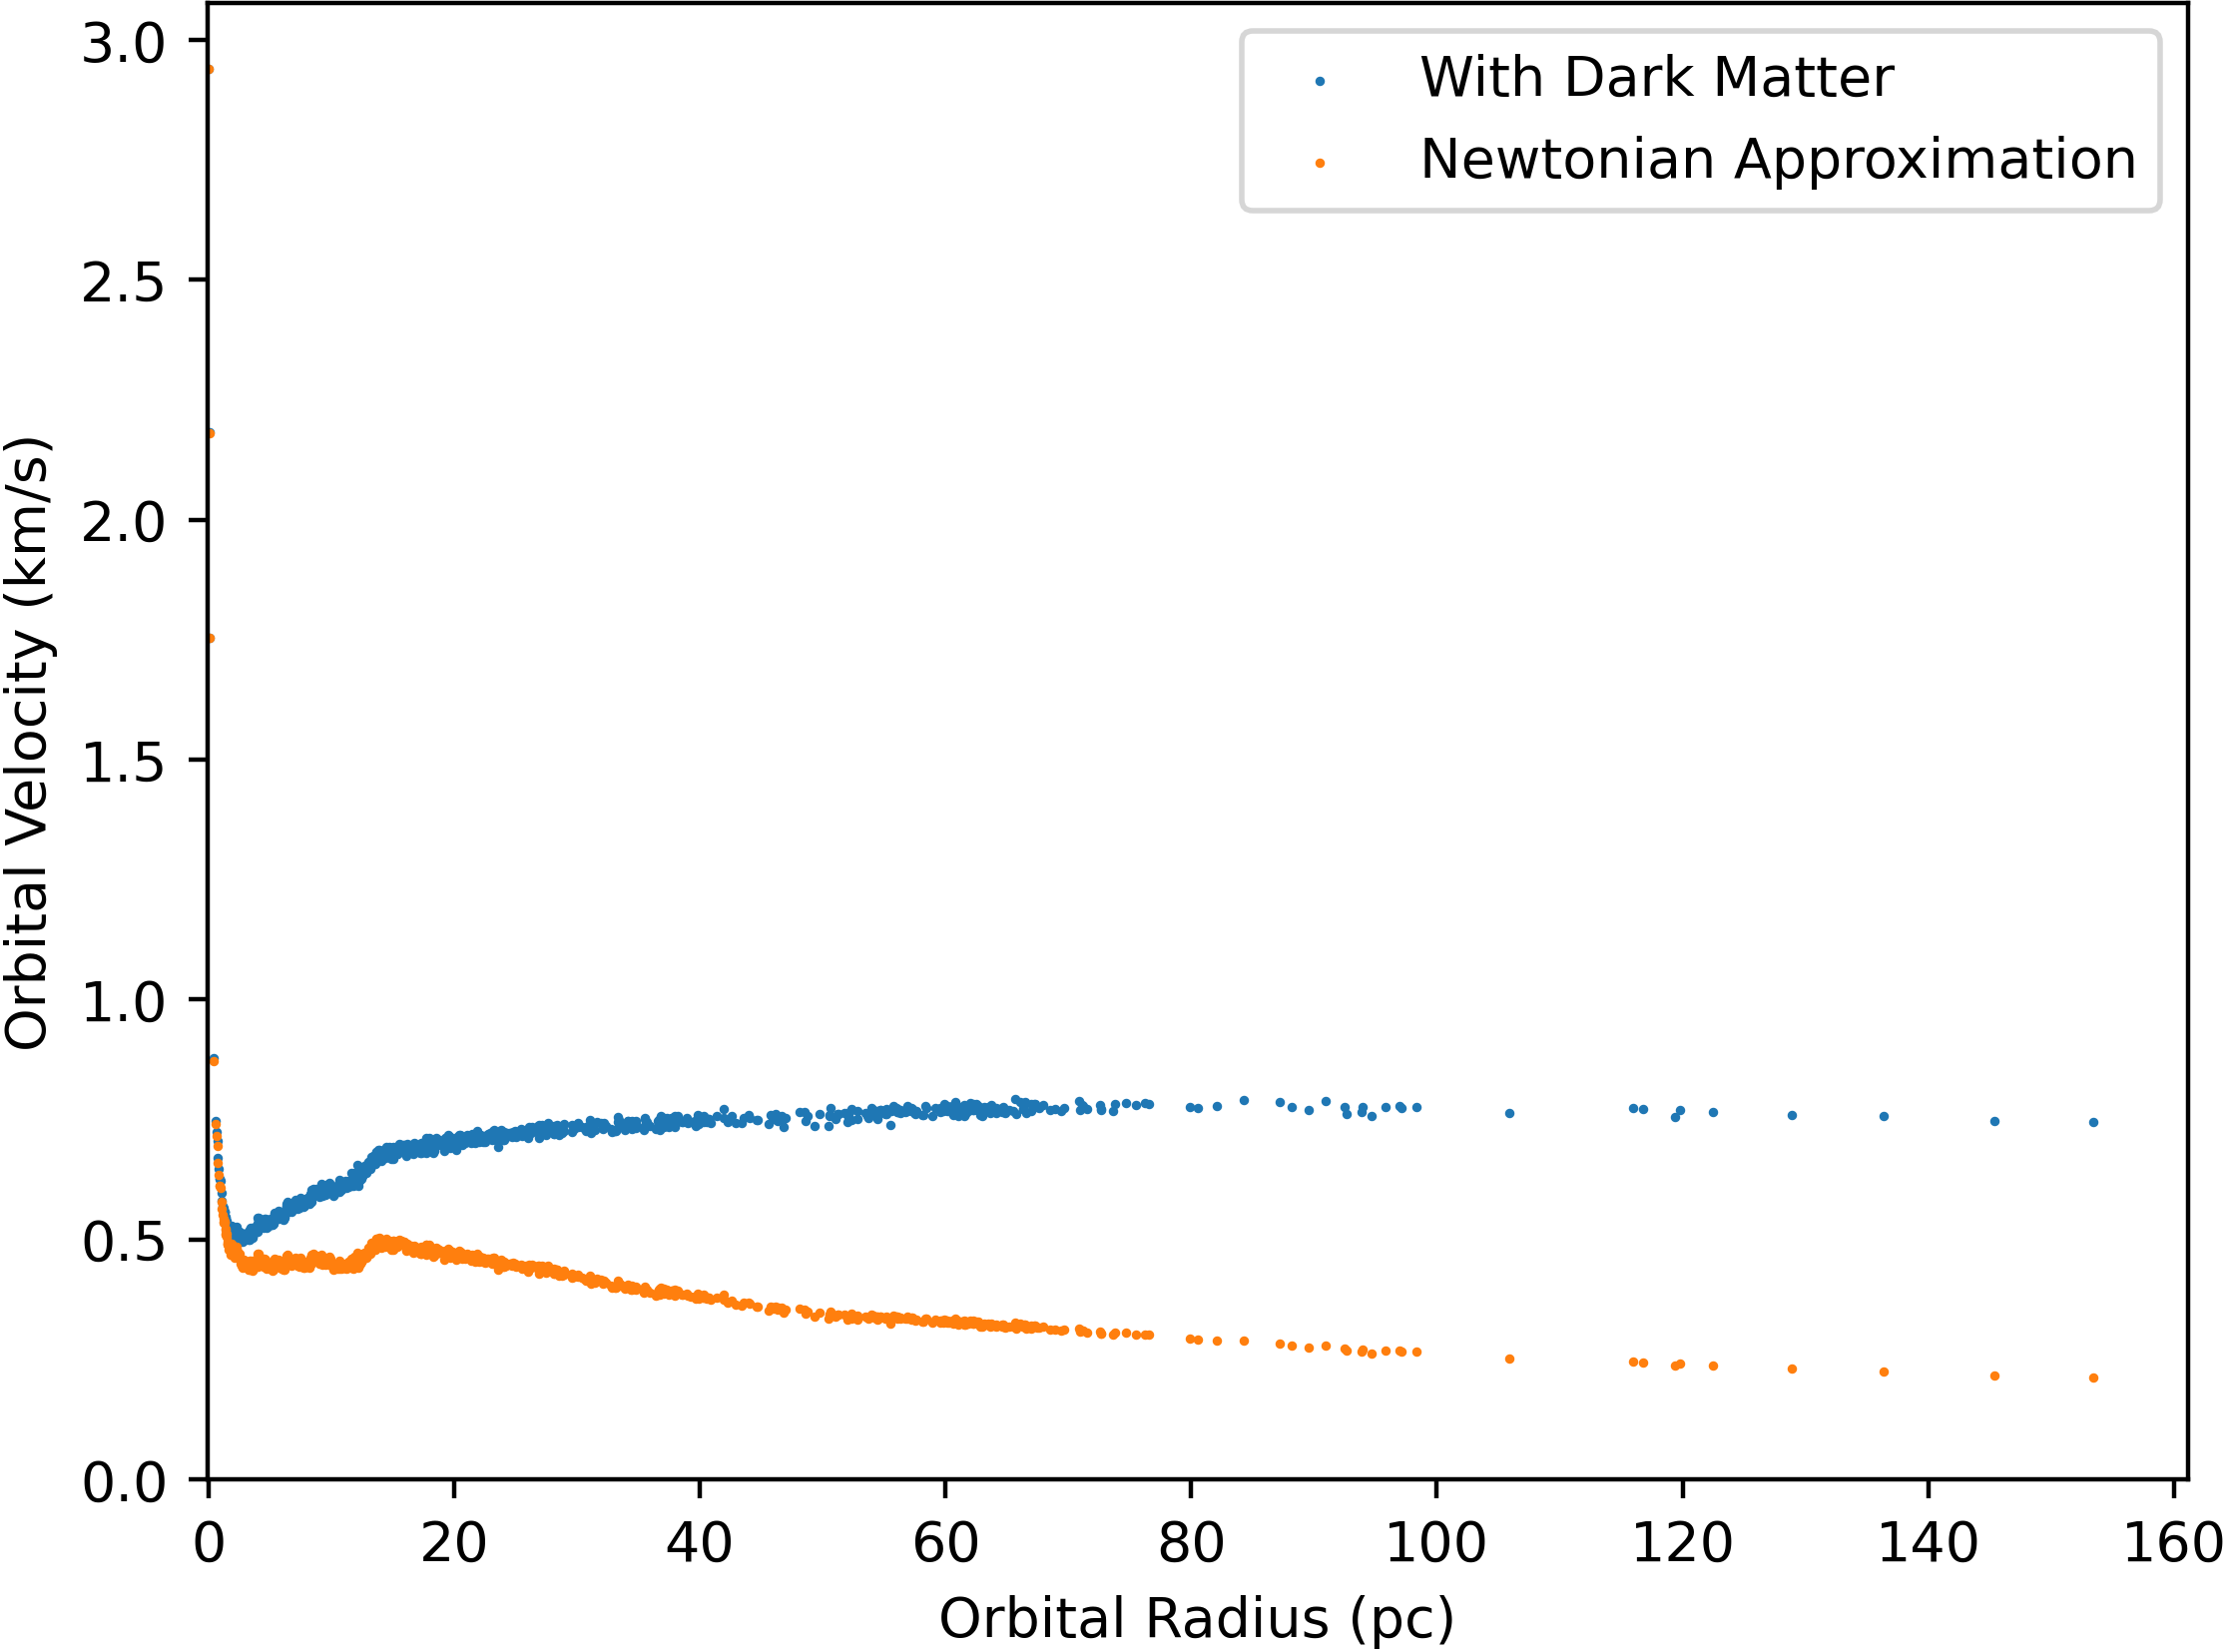 With Dark Matter
Newtonian Approximation
3.0
2.5
2.0
1.5
1.0
0.5
0.0
Orbital Velocity (km/s)
0 20 40 60 80 100 120 140 160
Orbital Radius (pc)